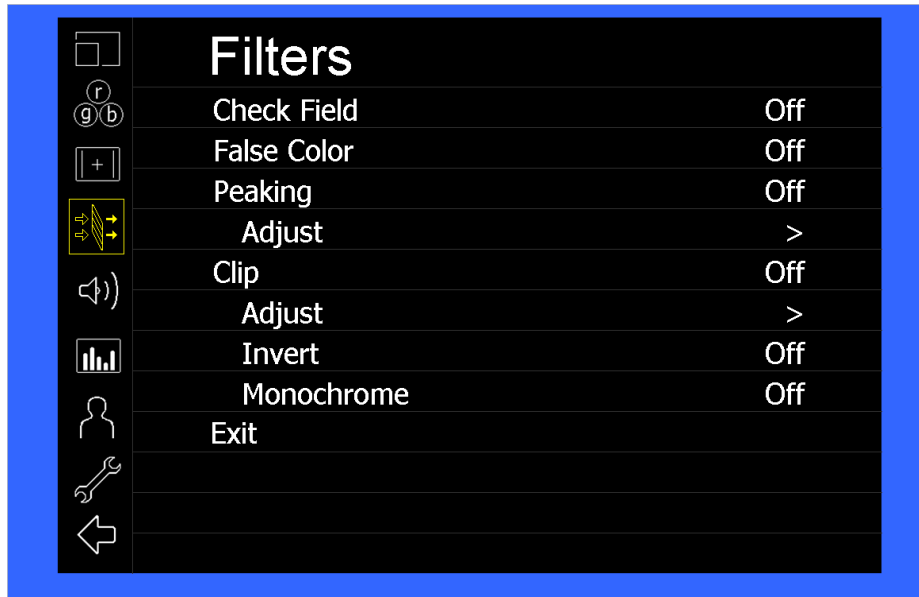 Filters
r
g b
Check Field Off
False Color Off
Peaking Off
Adjust >
Clip Off
Adjust >
Invert Off
Monochrome Off
Exit